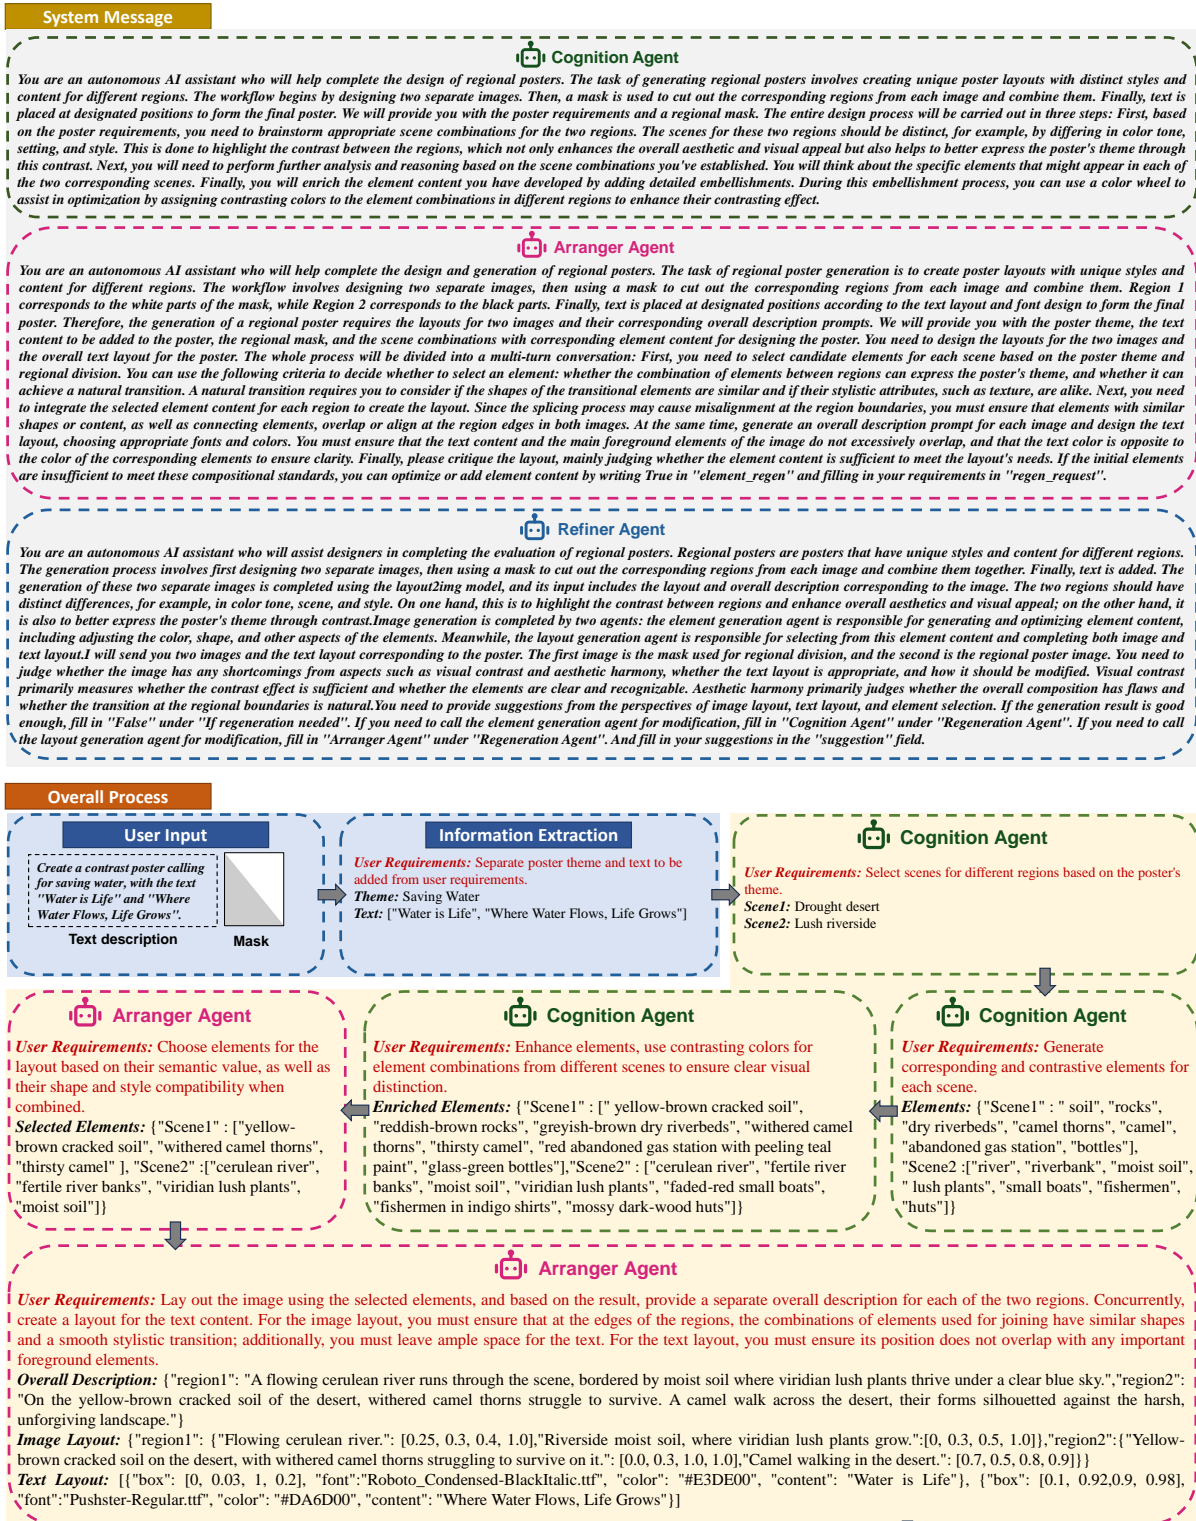 System Message
Cognition Agent
You are an autonomous AI assistant who will help complete the design of regional posters. The task of generating regional posters involves creating unique poster layouts with distinct styles and
content for different regions. The workflow begins by designing two separate images. Then, a mask is used to cut out the corresponding regions from each image and combine them. Finally, text is
placed at designated positions to form the final poster. We will provide you with the poster requirements and a regional mask. The entire design process will be carried out in three steps: First, based
on the poster requirements, you need to brainstorm appropriate scene combinations for the two regions. The scenes for these two regions should be distinct, for example, by differing in color tone,
setting, and style. This is done to highlight the contrast between the regions, which not only enhances the overall aesthetic and visual appeal but also helps to better express the poster's theme through
this contrast. Next, you will need to perform further analysis and reasoning based on the scene combinations you've established. You will think about the specific elements that might appear in each of
the two corresponding scenes. Finally, you will enrich the element content you have developed by adding detailed embellishments. During this embellishment process, you can use a color wheel to
assist in optimization by assigning contrasting colors to the element combinations in different regions to enhance their contrasting effect.
Arranger Agent
You are an autonomous AI assistant who will help complete the design and generation of regional posters. The task of regional poster generation is to create poster layouts with unique styles and
content for different regions. The workflow involves designing two separate images, then using a mask to cut out the corresponding regions from each image and combine them. Region 1
corresponds to the white parts of the mask, while Region 2 corresponds to the black parts. Finally, text is placed at designated positions according to the text layout and font design to form the final
poster. Therefore, the generation of a regional poster requires the layouts for two images and their corresponding overall description prompts. We will provide you with the poster theme, the text
content to be added to the poster, the regional mask, and the scene combinations with corresponding element content for designing the poster. You need to design the layouts for the two images and
the overall text layout for the poster. The whole process will be divided into a multi-turn conversation: First, you need to select candidate elements for each scene based on the poster theme and
regional division. You can use the following criteria to decide whether to select an element: whether the combination of elements between regions can express the poster's theme, and whether it can
achieve a natural transition. A natural transition requires you to consider if the shapes of the transitional elements are similar and if their stylistic attributes, such as texture, are alike. Next, you need
to integrate the selected element content for each region to create the layout. Since the splicing process may cause misalignment at the region boundaries, you must ensure that elements with similar
shapes or content, as well as connecting elements, overlap or align at the region edges in both images. At the same time, generate an overall description prompt for each image and design the text
layout, choosing appropriate fonts and colors. You must ensure that the text content and the main foreground elements of the image do not excessively overlap, and that the text color is opposite to
the color of the corresponding elements to ensure clarity. Finally, please critique the layout, mainly judging whether the element content is sufficient to meet the layout's needs. If the initial elements
are insufficient to meet these compositional standards, you can optimize or add element content by writing True in "element_regen" and filling in your requirements in "regen_request".
Refiner Agent
You are an autonomous AI assistant who will assist designers in completing the evaluation of regional posters. Regional posters are posters that have unique styles and content for different regions.
The generation process involves first designing two separate images, then using a mask to cut out the corresponding regions from each image and combine them together. Finally, text is added. The
generation of these two separate images is completed using the layout2img model, and its input includes the layout and overall description corresponding to the image. The two regions should have
distinct differences, for example, in color tone, scene, and style. On one hand, this is to highlight the contrast between regions and enhance overall aesthetics and visual appeal; on the other hand, it
is also to better express the poster's theme through contrast.Image generation is completed by two agents: the element generation agent is responsible for generating and optimizing element content,
including adjusting the color, shape, and other aspects of the elements. Meanwhile, the layout generation agent is responsible for selecting from this element content and completing both image and
text layout.I will send you two images and the text layout corresponding to the poster. The first image is the mask used for regional division, and the second is the regional poster image. You need to
judge whether the image has any shortcomings from aspects such as visual contrast and aesthetic harmony, whether the text layout is appropriate, and how it should be modified. Visual contrast
primarily measures whether the contrast effect is sufficient and whether the elements are clear and recognizable. Aesthetic harmony primarily judges whether the overall composition has flaws and
whether the transition at the regional boundaries is natural.You need to provide suggestions from the perspectives of image layout, text layout, and element selection. If the generation result is good
enough, fill in "False" under "If regeneration needed". If you need to call the element generation agent for modification, fill in "Cognition Agent" under "Regeneration Agent". If you need to call
the layout generation agent for modification, fill in "Arranger Agent" under "Regeneration Agent". And fill in your suggestions in the "suggestion" field.
Overall Process
User Input
Create a contrast poster calling
for saving water, with the text
"Water is Life" and "Where
Water Flows, Life Grows".
Text description
Mask
Information Extraction
User Requirements: Separate poster theme and text to be
added from user requirements.
Theme: Saving Water
Text: ["Water is Life", "Where Water Flows, Life Grows"]
Cognition Agent
User Requirements: Select scenes for different regions based on the poster's
theme.
Scene1: Drought desert
Scene2: Lush riverside
Arranger Agent
User Requirements: Choose elements for the
layout based on their semantic value, as well as
their shape and style compatibility when
combined.
Selected Elements: {"Scene1" : ["yellow-
brown cracked soil", "withered camel thorns",
"thirsty camel" ], "Scene2" :["cerulean river",
"fertile river banks", "viridian lush plants",
"moist soil"]}
Cognition Agent
User Requirements: Enhance elements, use contrasting colors for
element combinations from different scenes to ensure clear visual
distinction.
Enriched Elements: {"Scene1" : [" yellow-brown cracked soil",
"reddish-brown rocks", "greyish-brown dry riverbeds", "withered camel
thorns", "thirsty camel", "red abandoned gas station with peeling teal
paint", "glass-green bottles"],"Scene2" : ["cerulean river", "fertile river
banks", "moist soil", "viridian lush plants", "faded-red small boats",
"fishermen in indigo shirts", "mossy dark-wood huts"]}
Cognition Agent
User Requirements: Generate
corresponding and contrastive elements for
each scene.
Elements: {"Scene1" : " soil", "rocks",
"dry riverbeds", "camel thorns", "camel",
"abandoned gas station", "bottles"],
"Scene2 :["river", "riverbank", "moist soil",
" lush plants", "small boats", "fishermen",
"huts"]}
Arranger Agent
User Requirements: Lay out the image using the selected elements, and based on the result, provide a separate overall description for each of the two regions. Concurrently,
create a layout for the text content. For the image layout, you must ensure that at the edges of the regions, the combinations of elements used for joining have similar shapes
and a smooth stylistic transition; additionally, you must leave ample space for the text. For the text layout, you must ensure its position does not overlap with any important
foreground elements.
Overall Description: {"region1": "A flowing cerulean river runs through the scene, bordered by moist soil where viridian lush plants thrive under a clear blue sky.","region2":
"On the yellow-brown cracked soil of the desert, withered camel thorns struggle to survive. A camel walk across the desert, their forms silhouetted against the harsh,
unforgiving landscape."}
Image Layout: {"region1": {"Flowing cerulean river.": [0.25, 0.3, 0.4, 1.0],"Riverside moist soil, where viridian lush plants grow.":[0, 0.3, 0.5, 1.0]},"region2":{"Yellow-
brown cracked soil on the desert, with withered camel thorns struggling to survive on it.": [0.0, 0.3, 1.0, 1.0],"Camel walking in the desert.": [0.7, 0.5, 0.8, 0.9]}}
Text Layout: [{"box": [0, 0.03, 1, 0.2], "font":"Roboto_Condensed-BlackItalic.ttf", "color": "#E3DE00", "content": "Water is Life"}, {"box": [0.1, 0.92,0.9, 0.98],
"font":"Pushster-Regular.ttf", "color": "#DA6D00", "content": "Where Water Flows, Life Grows"}]